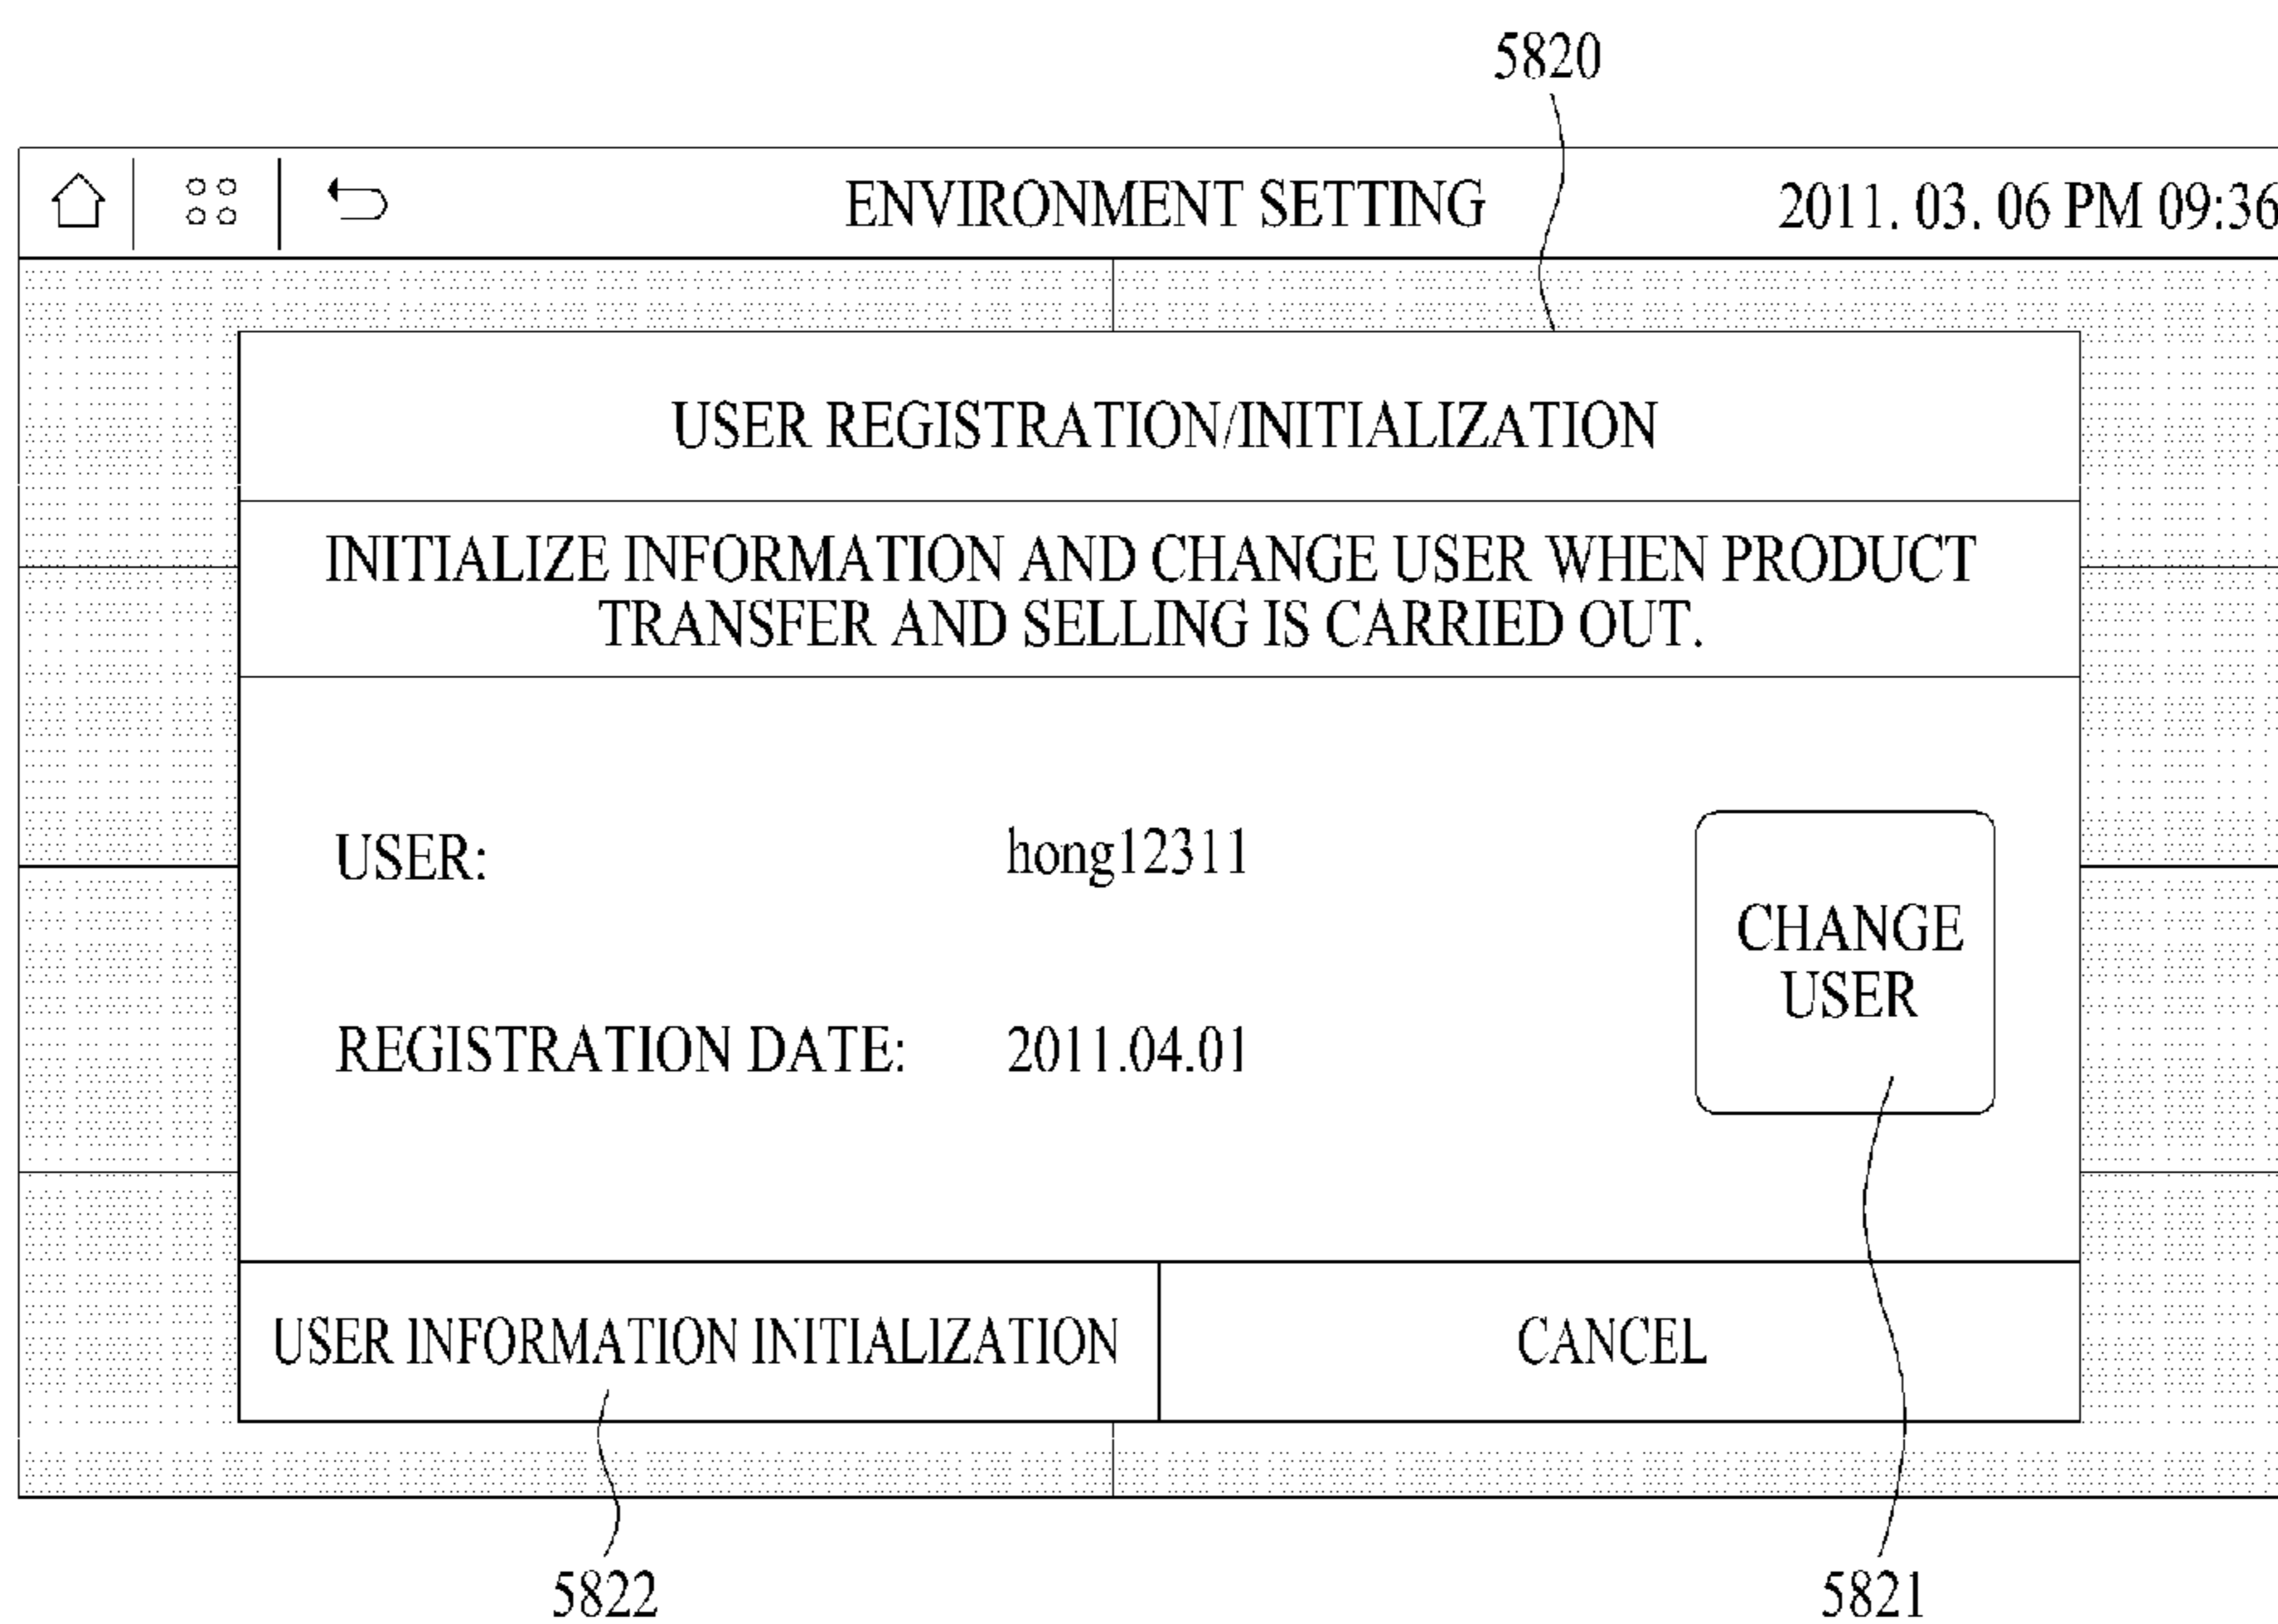 5820
ENVIRONMENT SETTING
2011. 03. 06 PM 09:36
USER REGISTRATION/INITIALIZATION
INITIALIZE INFORMATION AND CHANGE USER WHEN PRODUCT
TRANSFER AND SELLING IS CARRIED OUT.
USER: hong12311
REGISTRATION DATE: 2011.04.01
CHANGE
USER
USER INFORMATION INITIALIZATION
CANCEL
5822
5821